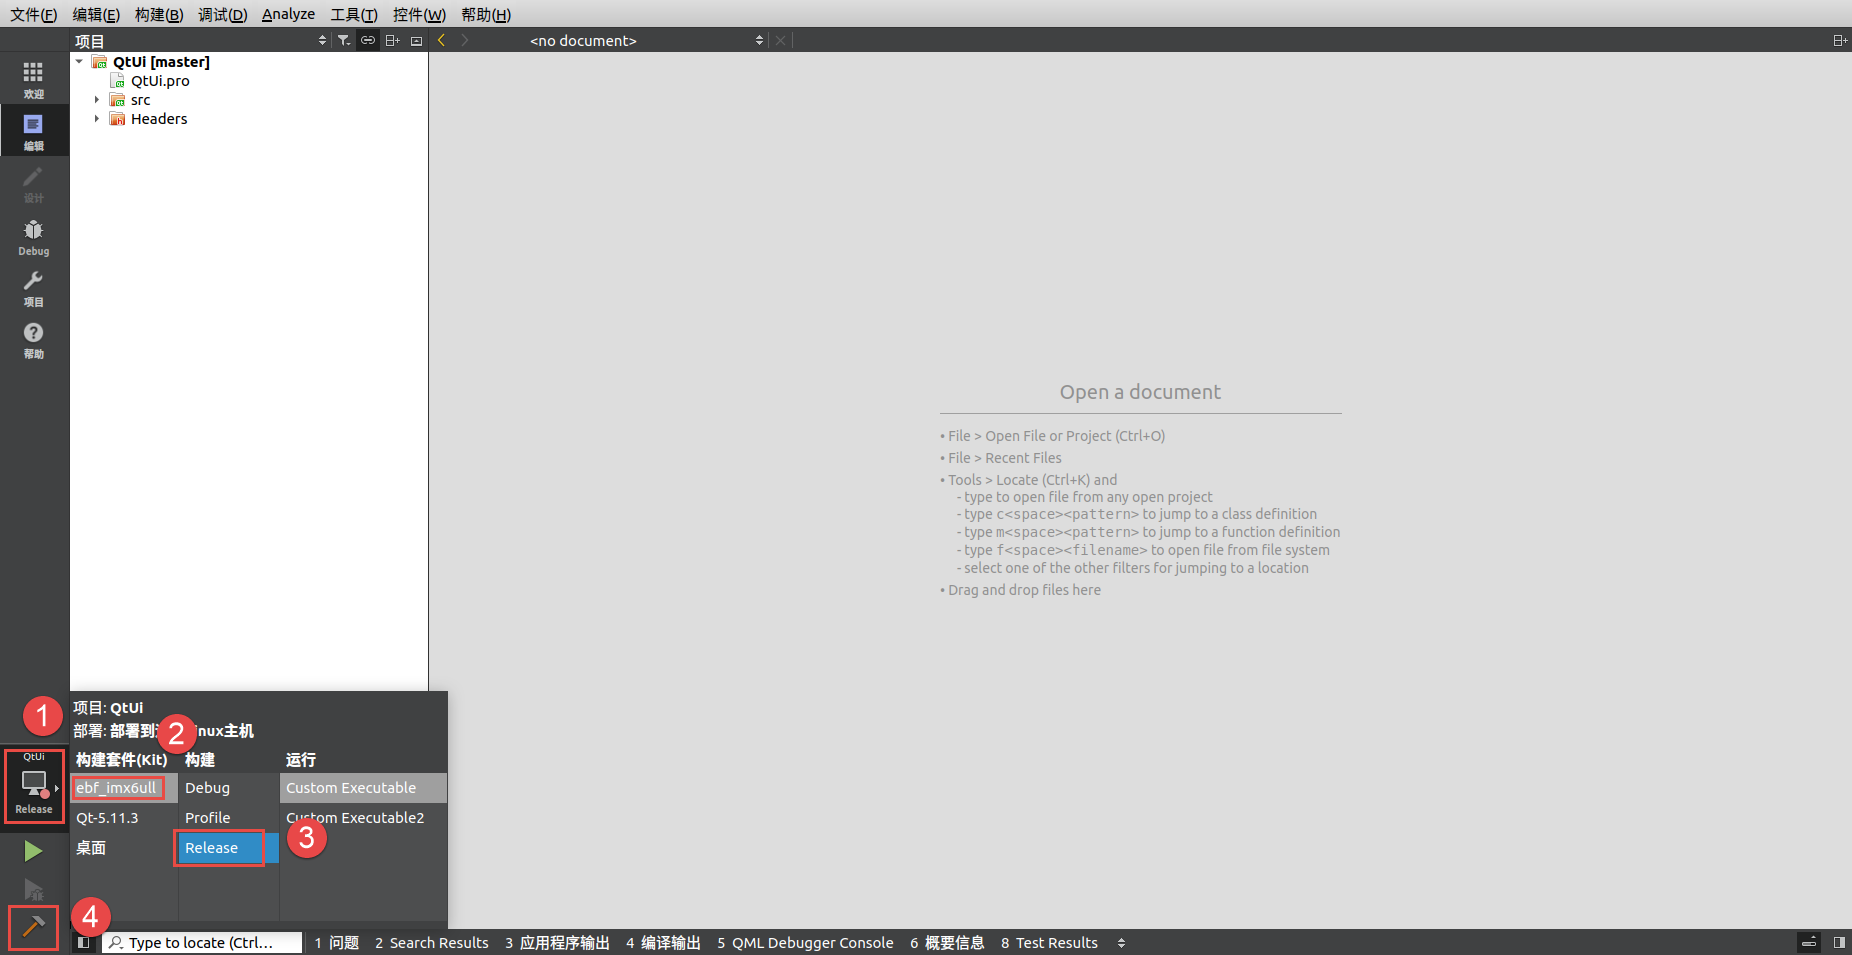 文件(F) 编辑(E) 构建(B) 调试(D) Analyze 工具(T) 控件(W) 帮助(H)
项目
<no document>
欢迎
编辑
设计
Debug
项目
帮助
QtUi [master]
QtUi.pro
src
Headers
Open a document
• File > Open File or Project (Ctrl+O)
• File > Recent Files
• Tools > Locate (Ctrl+K) and
- type to open file from any open project
- type c<space><pattern> to jump to a class definition
- type m<space><pattern> to jump to a function definition
- type f<space><filename> to open file from file system
- select one of the other filters for jumping to a location
• Drag and drop files here
1
项目: QtUi
部署: 部署到 nux主机
2
QtUi
Release
构建套件(Kit) 构建 运行
ebf_imx6ull Debug Custom Executable
Qt-5.11.3 Profile Custom Executable2
桌面 Release
3
4
Type to locate (Ctrl...
1 问题 2 Search Results 3 应用程序输出 4 编译输出 5 QML Debugger Console 6 概要信息 8 Test Results